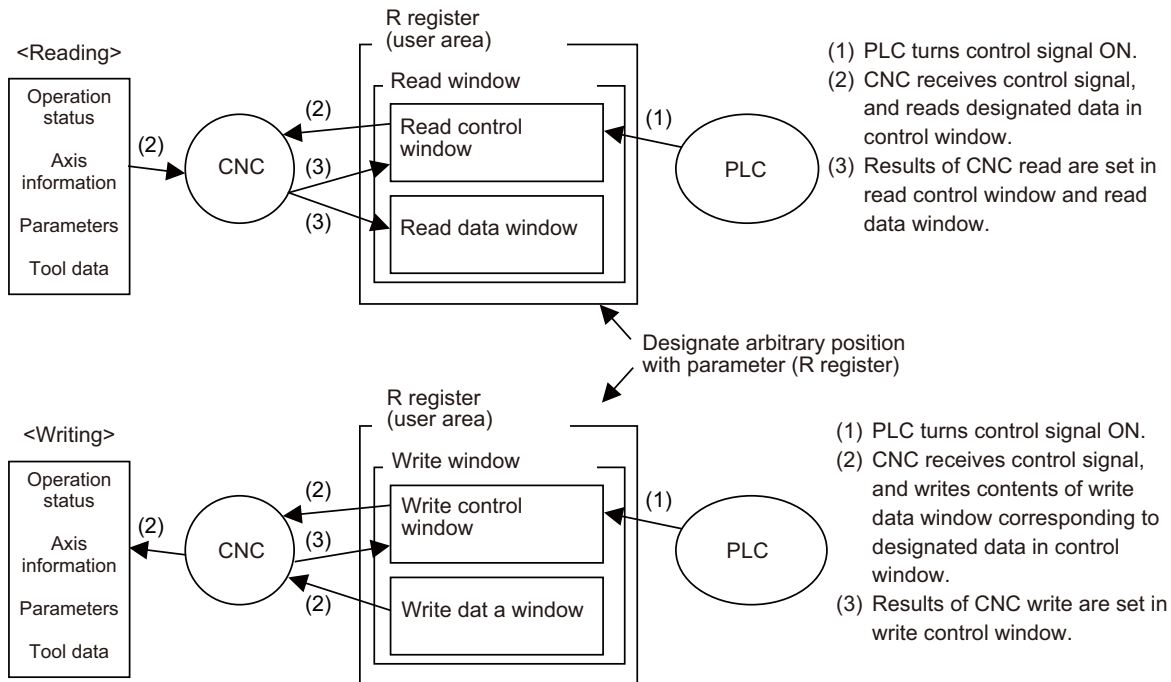 R register
(user area)
<Reading>
Operation
status
Axis
information
Parameters
Tool data
(2)
CNC
(2)
(3)
(3)
Read window
Read control
window
Read data window
(1)
PLC
(1) PLC turns control signal ON.
(2) CNC receives control signal,
and reads designated data in
control window.
(3) Results of CNC read are set in
read control window and read
data window.
Designate arbitrary position
with parameter (R register)
R register
(user area)
<Writing>
Operation
status
Axis
information
Parameters
Tool data
(2)
CNC
(2)
(3)
(2)
Write window
Write control
window
Write dat a window
(1)
PLC
(1) PLC turns control signal ON.
(2) CNC receives control signal,
and writes contents of write
data window corresponding to
designated data in control
window.
(3) Results of CNC write are set in
write control window.